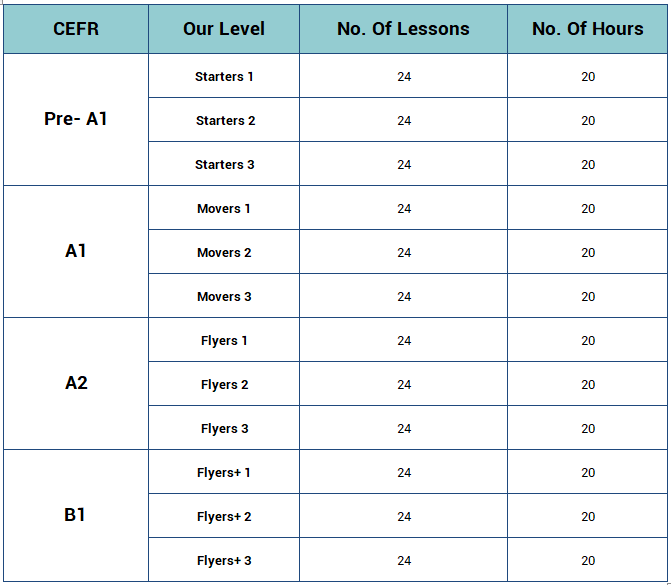 CEFR Our Level No. Of Lessons No. Of Hours
Pre- A1
Starters 1 24 20
Starters 2 24 20
Starters 3 24 20
A1
Movers 1 24 20
Movers 2 24 20
Movers 3 24 20
A2
Flyers 1 24 20
Flyers 2 24 20
Flyers 3 24 20
B1
Flyers+ 1 24 20
Flyers+ 2 24 20
Flyers+ 3 24 20